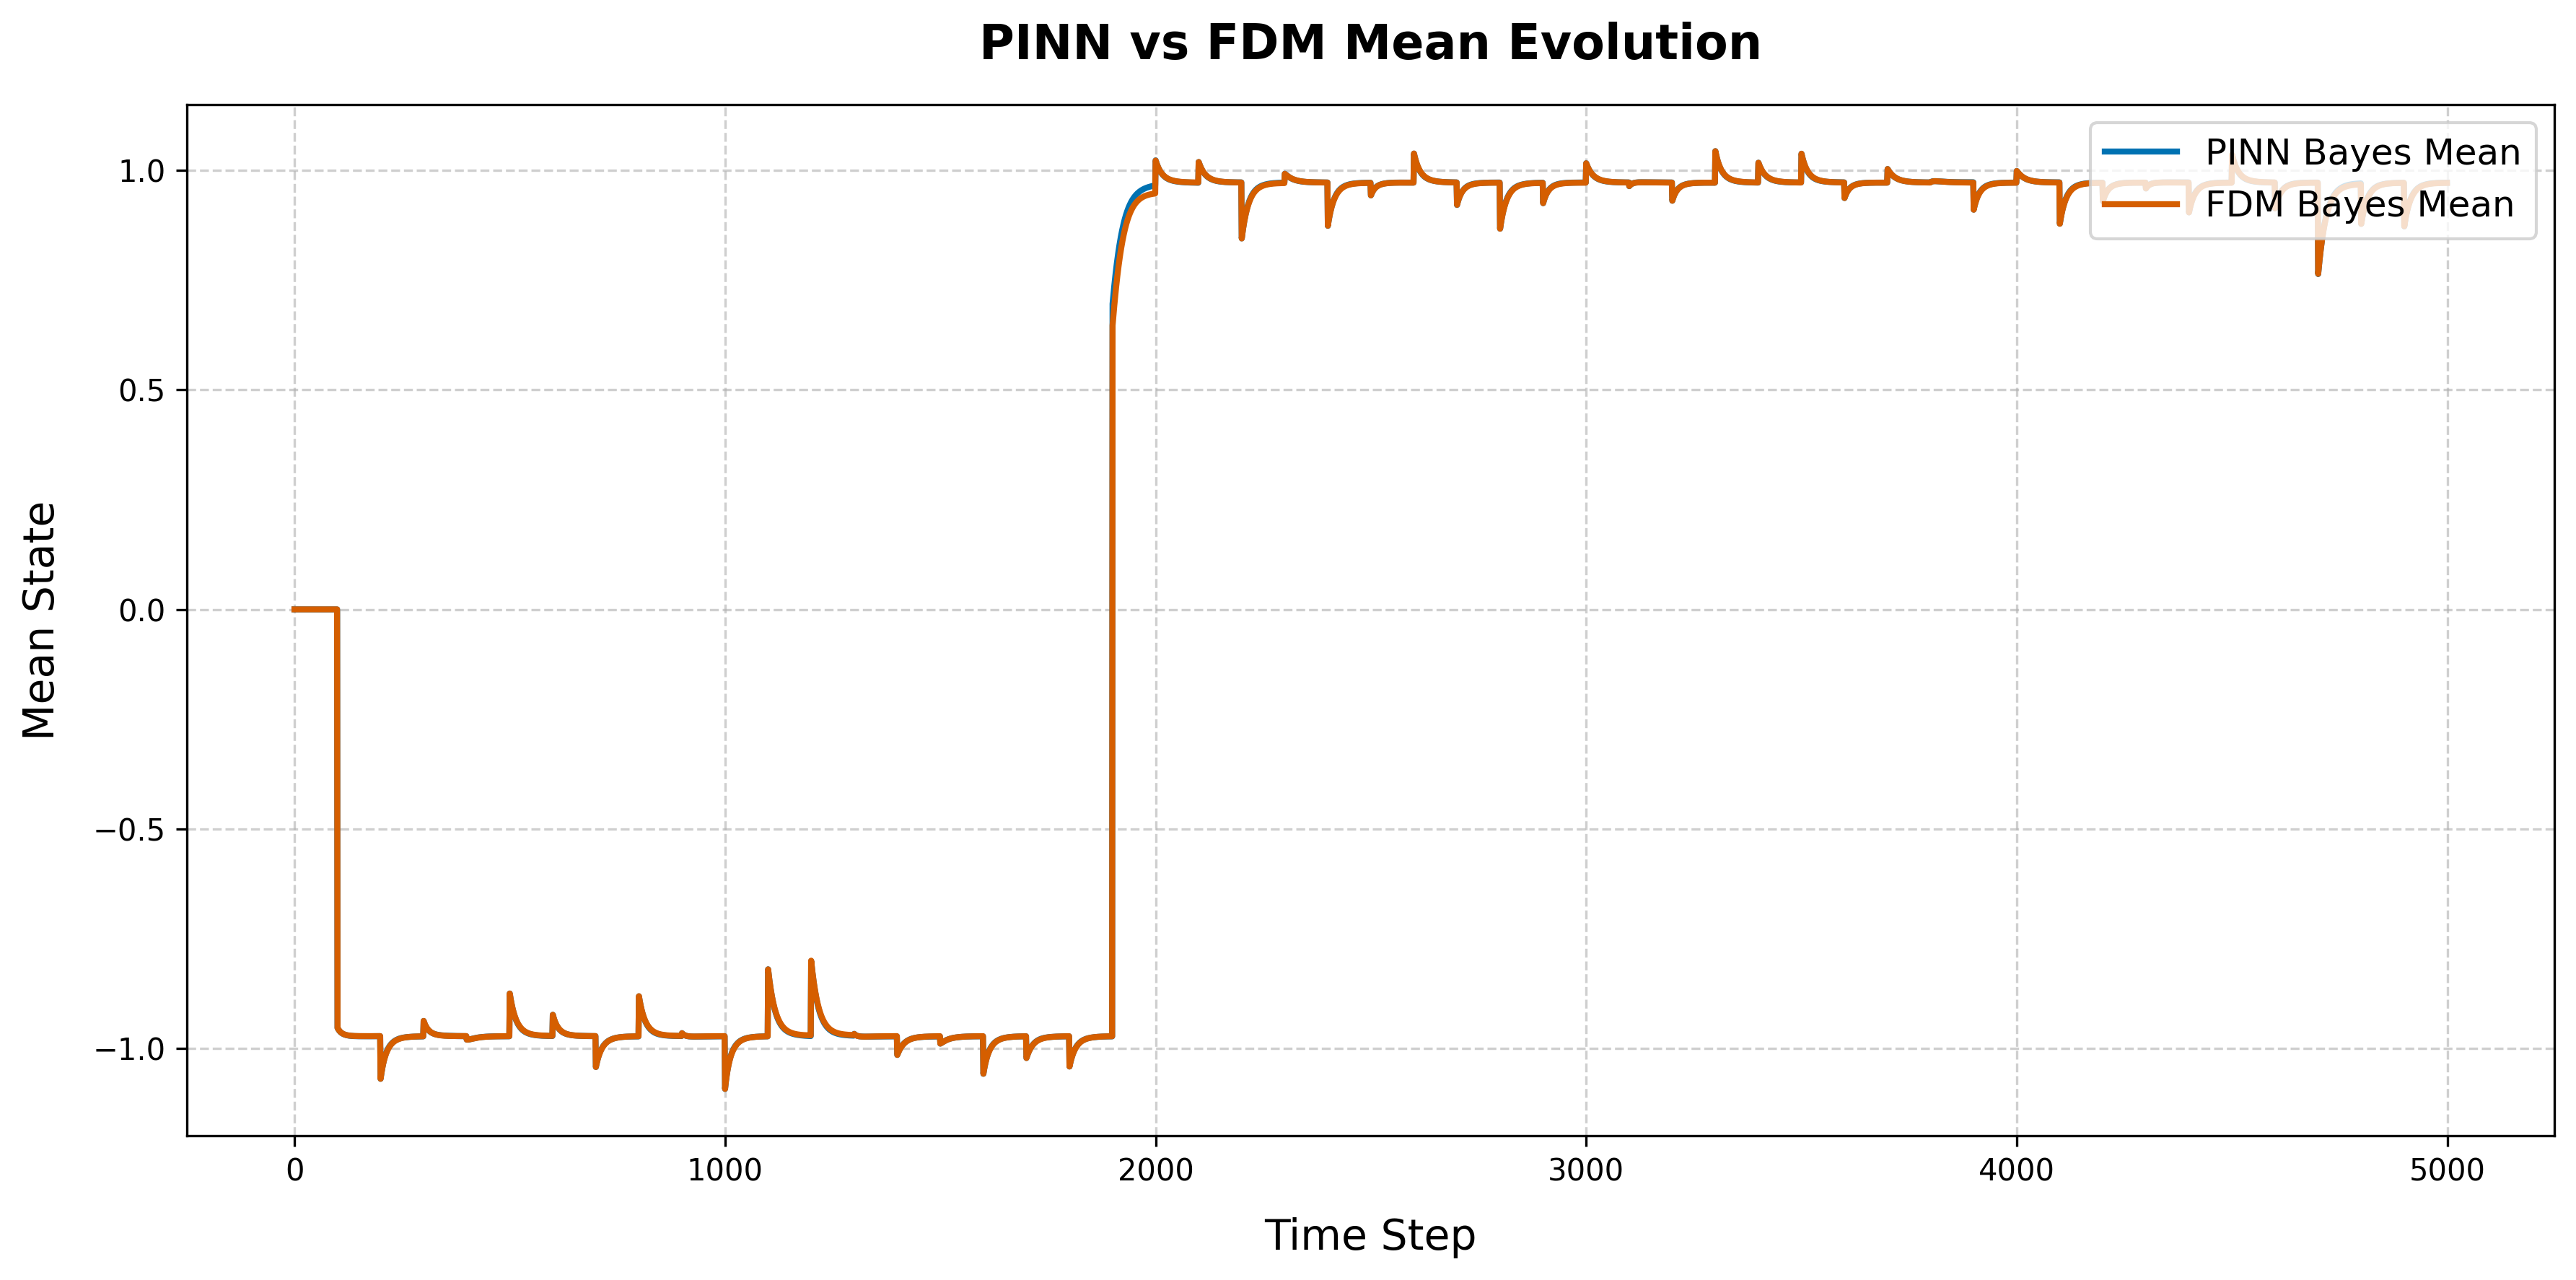 PINN vs FDM Mean Evolution
PINN Bayes Mean
FDM Bayes Mean
Mean State
1.0
0.5
0.0
−0.5
−1.0
0
1000
2000
3000
4000
5000
Time Step